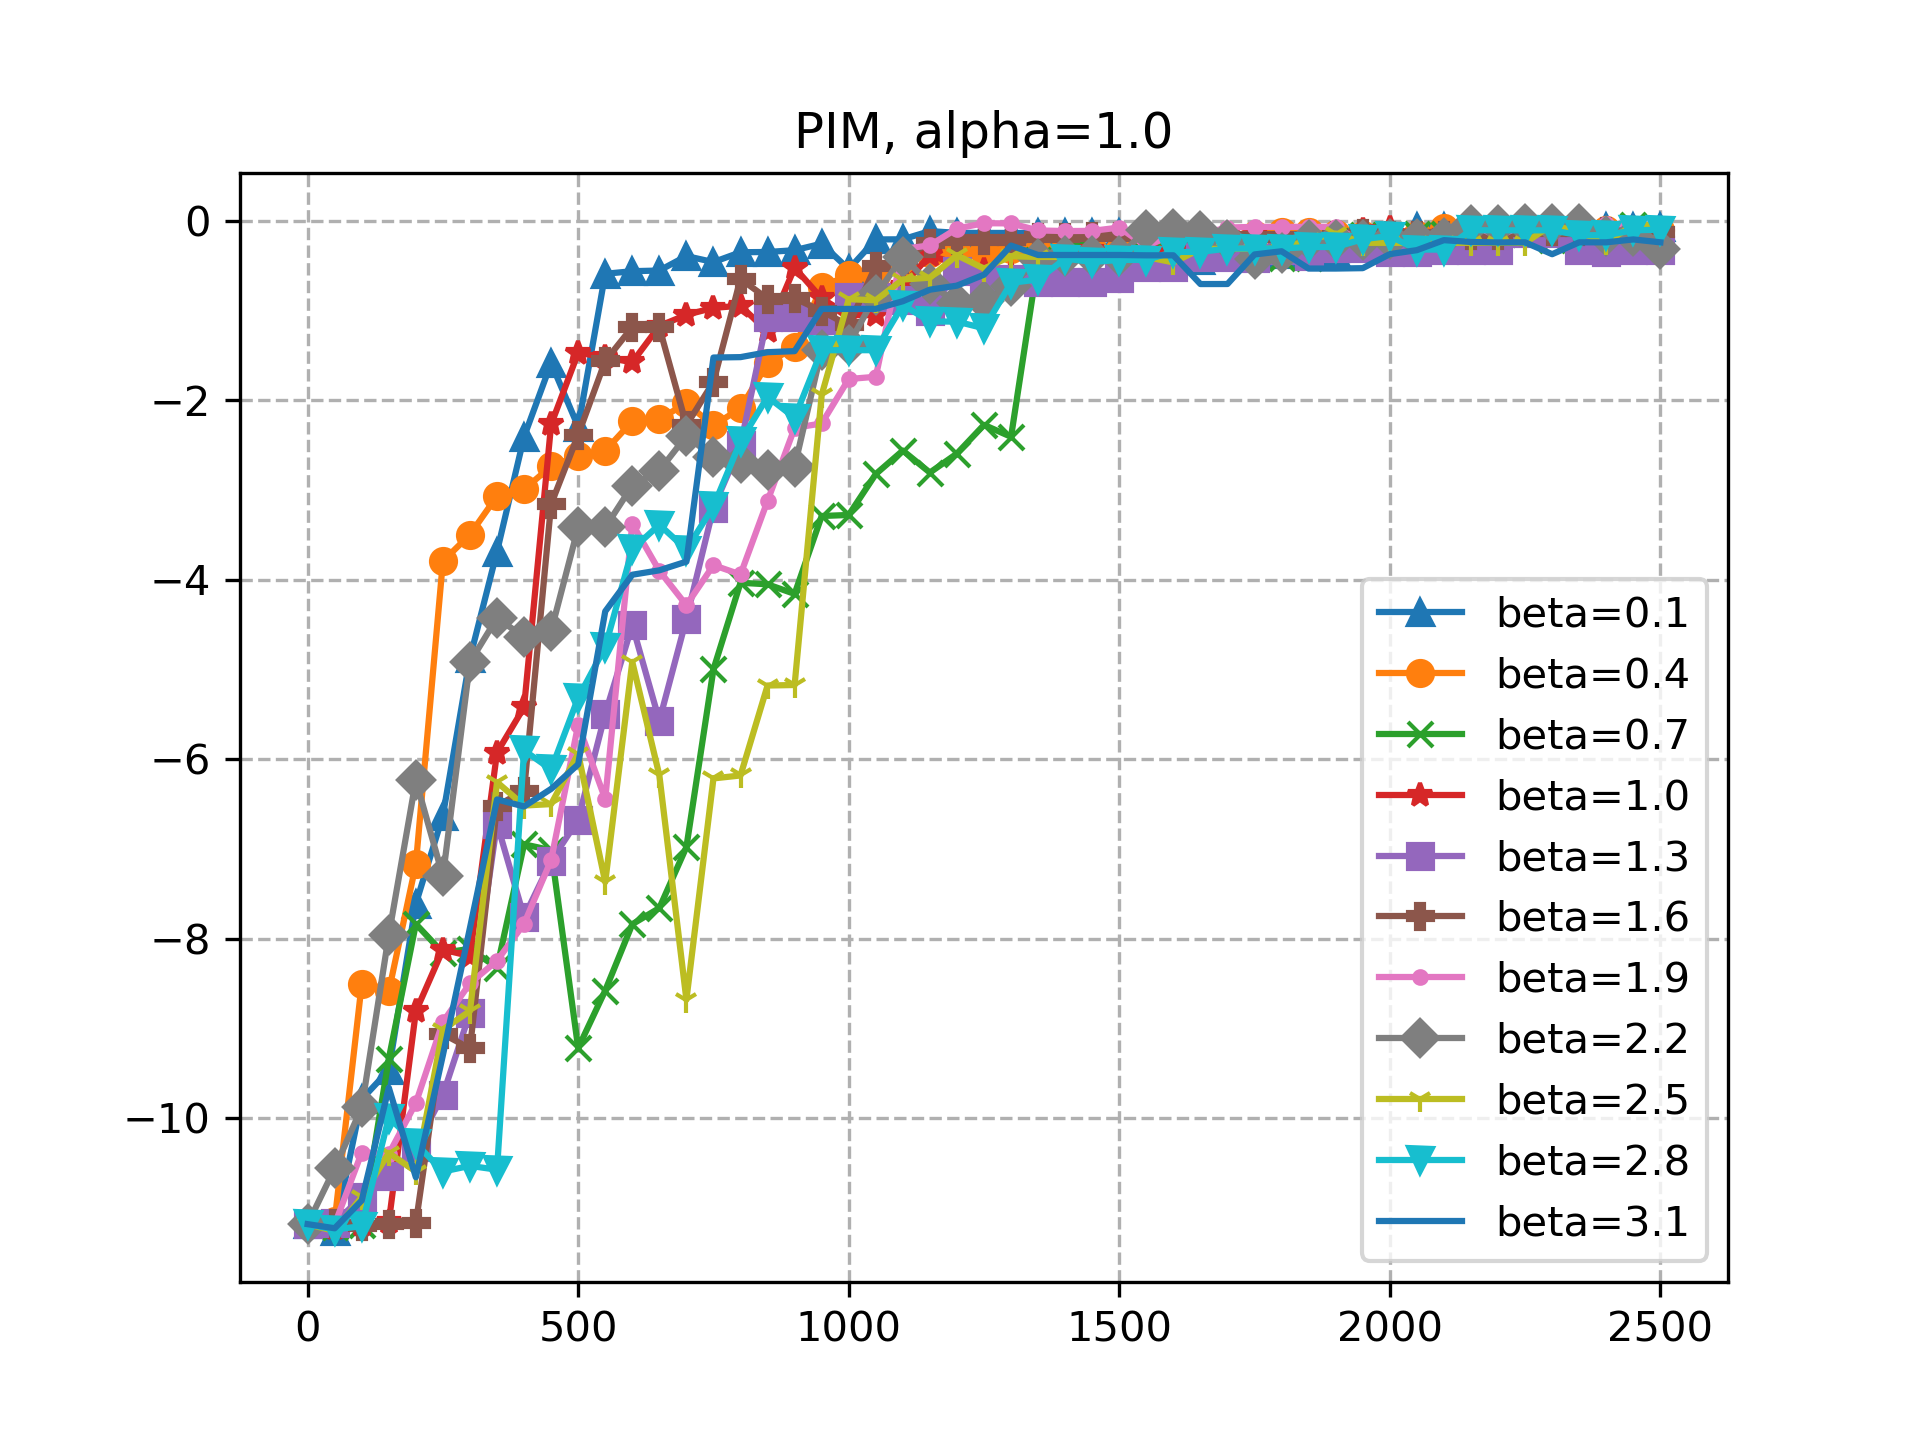 PIM, alpha=1.0
0
−2
−4
−6
−8
−10
0 500 1000 1500 2000 2500
beta=0.1
beta=0.4
beta=0.7
beta=1.0
beta=1.3
beta=1.6
beta=1.9
beta=2.2
beta=2.5
beta=2.8
beta=3.1